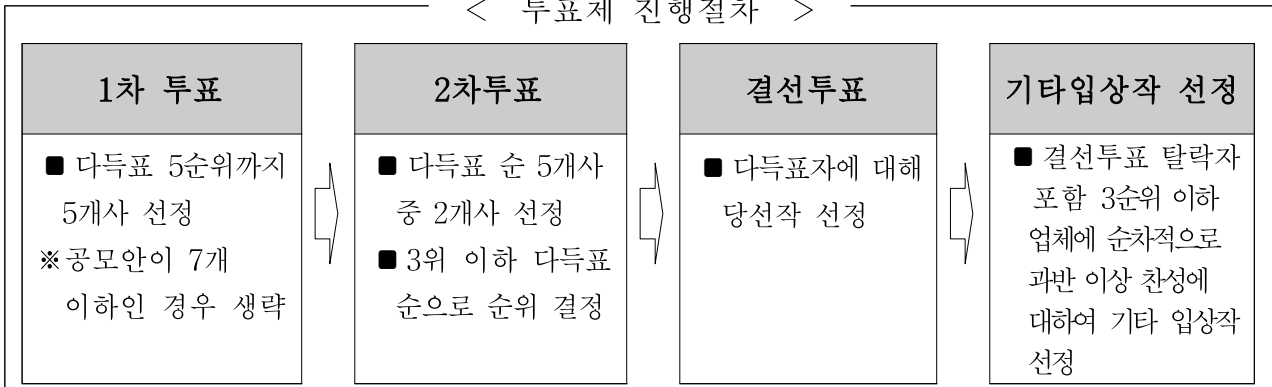 < 투표제 진행절차 >
1차 투표
■ 다득표 5순위까지
5개사 선정
※공모안이 7개
이하인 경우 생략
2차투표
■ 다득표 순 5개사
중 2개사 선정
■ 3위 이하 다득표
순으로 순위 결정
결선투표
■ 다득표자에 대해
당선작 선정
기타입상작 선정
■ 결선투표 탈락자
포함 3순위 이하
업체에 순차적으로
과반 이상 찬성에
대하여 기타 입상작
선정